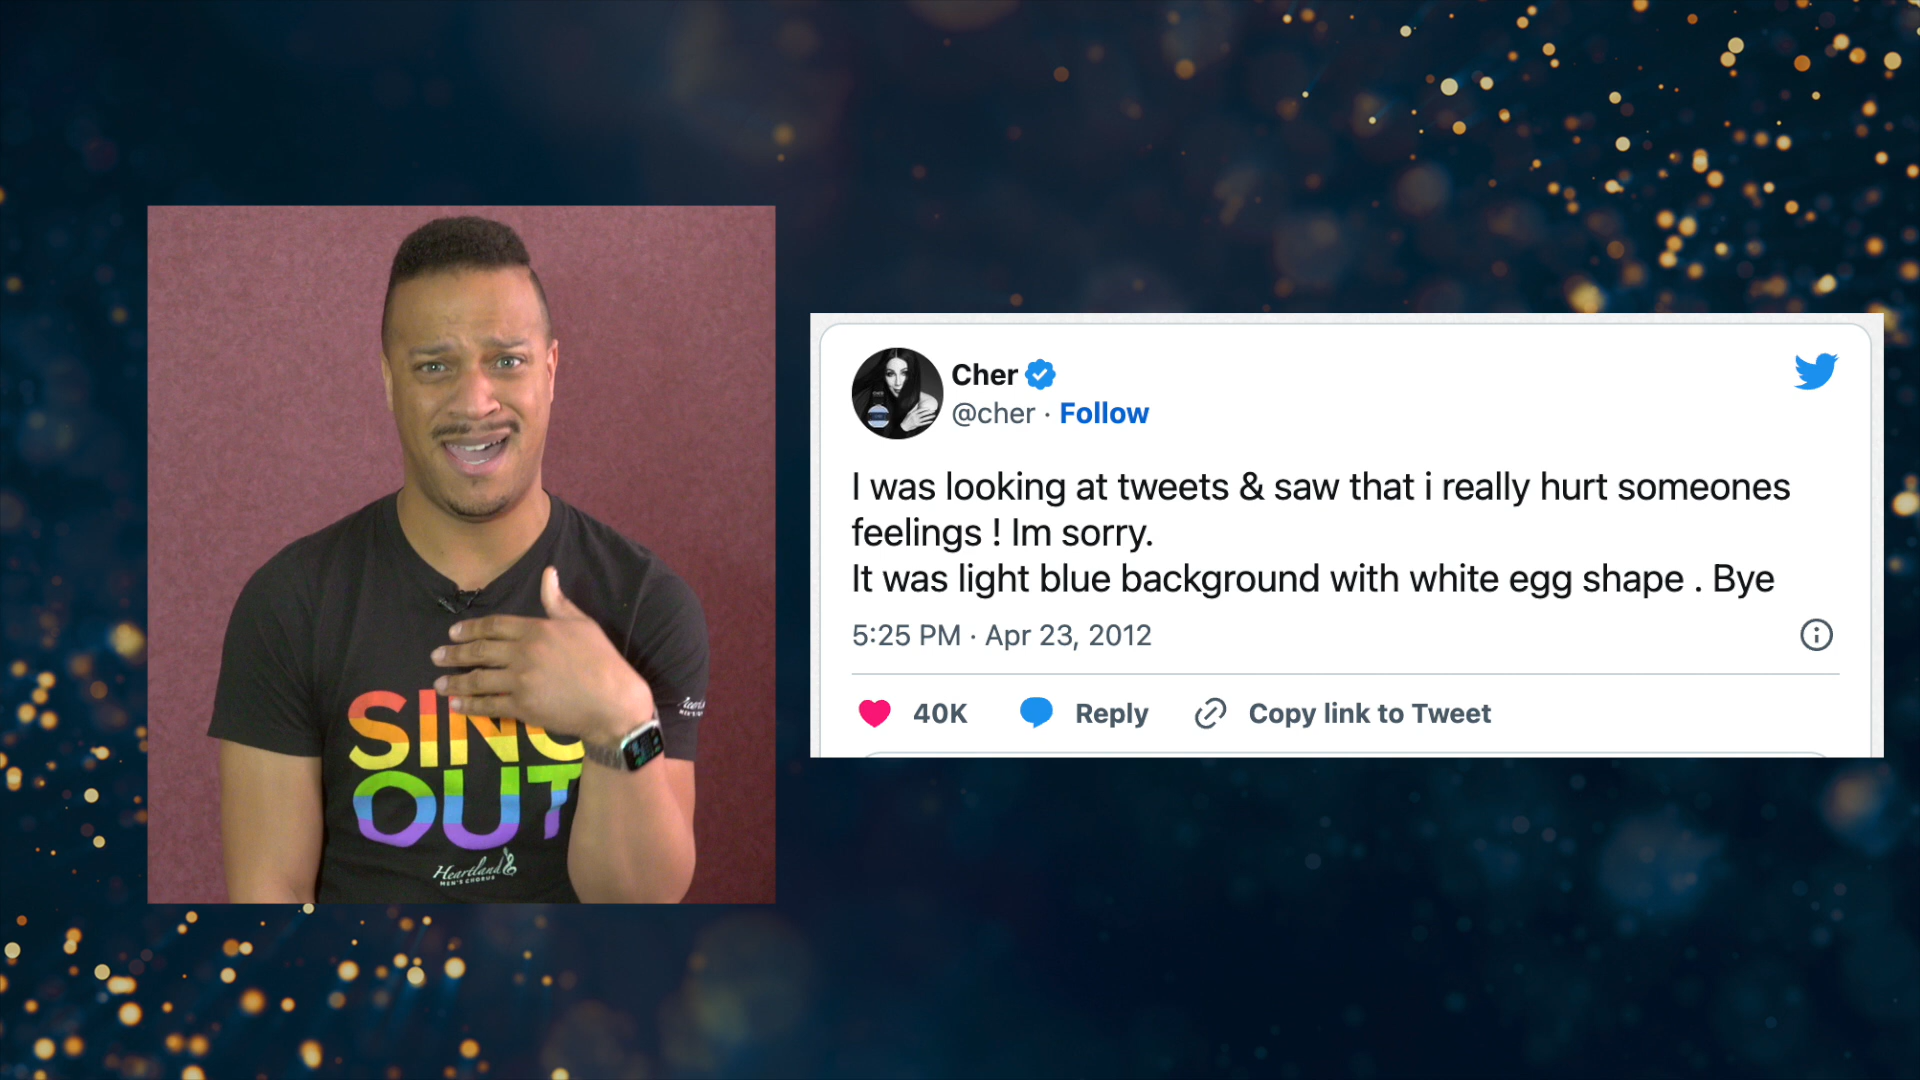 SING
OUT
Heartland
MEN'S CHORUS
Cher
@cher · Follow
I was looking at tweets & saw that i really hurt someones
feelings ! Im sorry.
It was light blue background with white egg shape . Bye
5:25 PM · Apr 23, 2012
40K Reply Copy link to Tweet